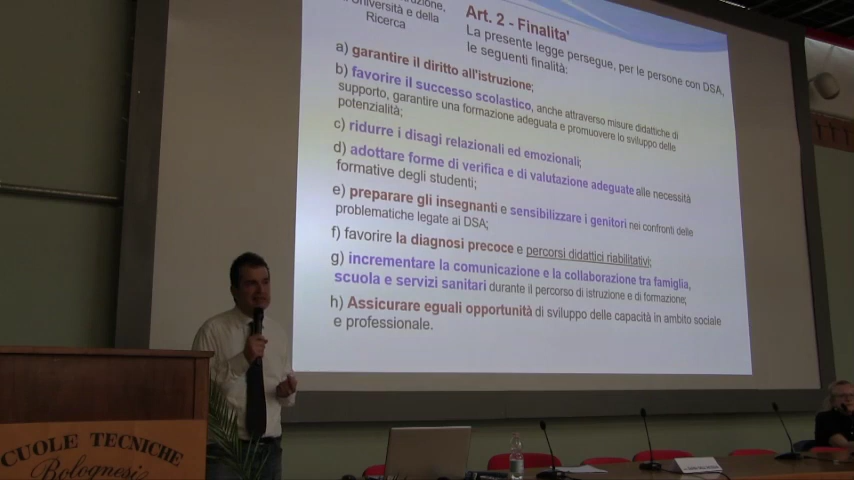 Università e della
Ricerca
Art. 2 - Finalita'
La presente legge persegue, per le persone con DSA,
le seguenti finalità:
a) garantire il diritto all'istruzione;
b) favorire il successo scolastico, anche attraverso misure didattiche di
supporto, garantire una formazione adeguata e promuovere lo sviluppo delle
potenzialità;
c) ridurre i disagi relazionali ed emozionali;
d) adottare forme di verifica e di valutazione adeguate alle necessità
formative degli studenti;
e) preparare gli insegnanti e sensibilizzare i genitori nei confronti delle
problematiche legate ai DSA;
f) favorire la diagnosi precoce e percorsi didattici riabilitativi;
g) incrementare la comunicazione e la collaborazione tra famiglia,
scuola e servizi sanitari durante il percorso di istruzione e di formazione;
h) Assicurare eguali opportunità di sviluppo delle capacità in ambito sociale
e professionale.
CUOLE TECNICHE
Bolognesi